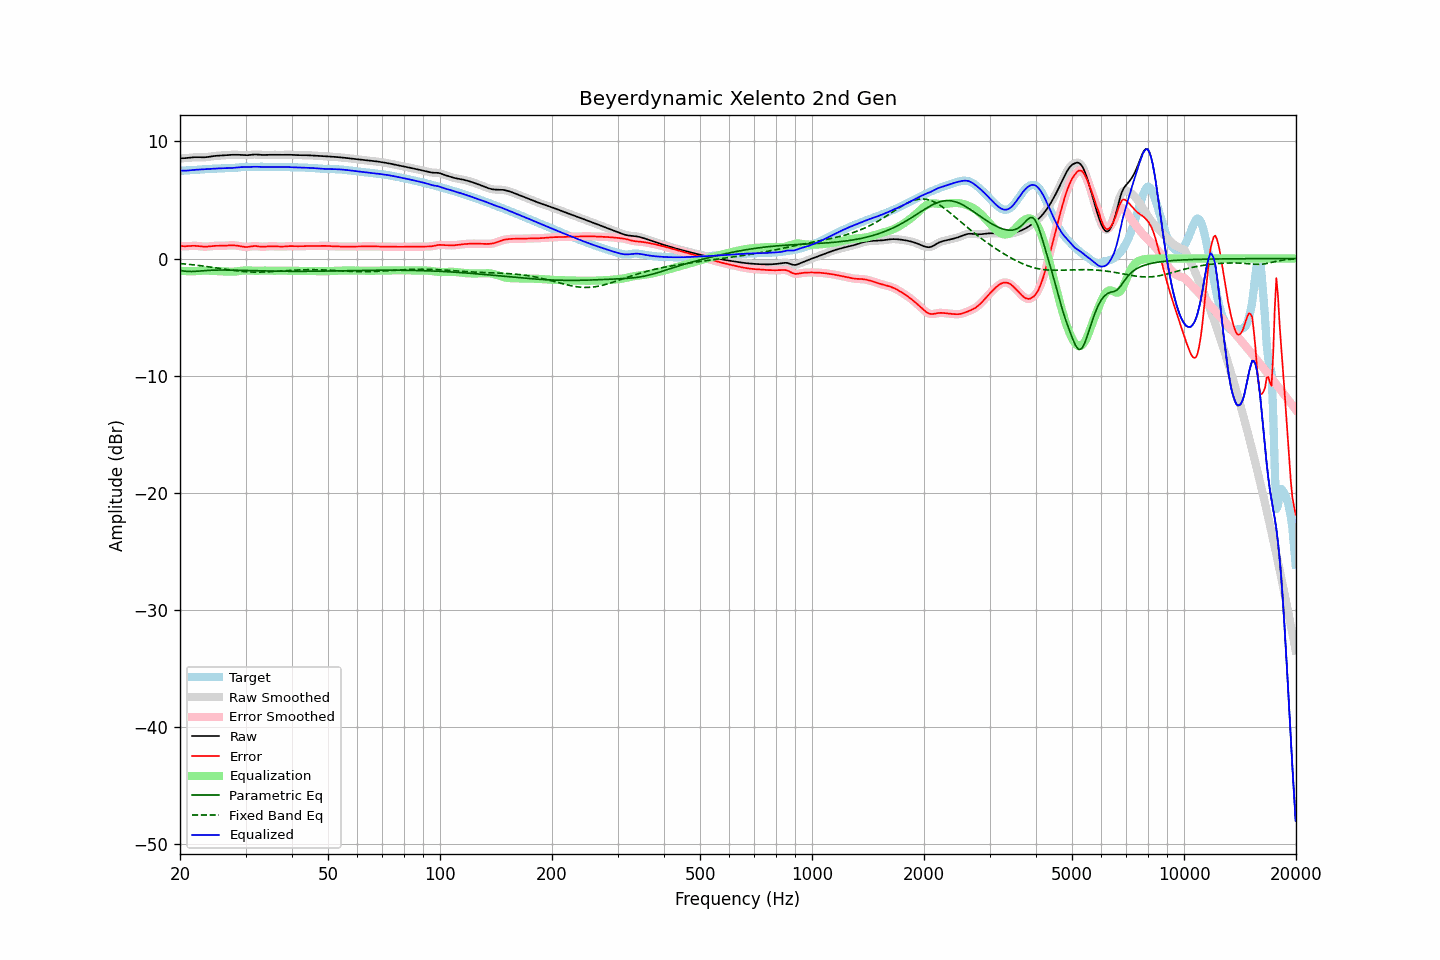 Beyerdynamic Xelento 2nd Gen
Amplitude (dBr)
10
0
−10
−20
−30
−40
−50
Target
Raw Smoothed
Error Smoothed
Raw
Error
Equalization
Parametric Eq
Fixed Band Eq
Equalized
20 50 100 200 500 1000 2000 5000 10000 20000
Frequency (Hz)